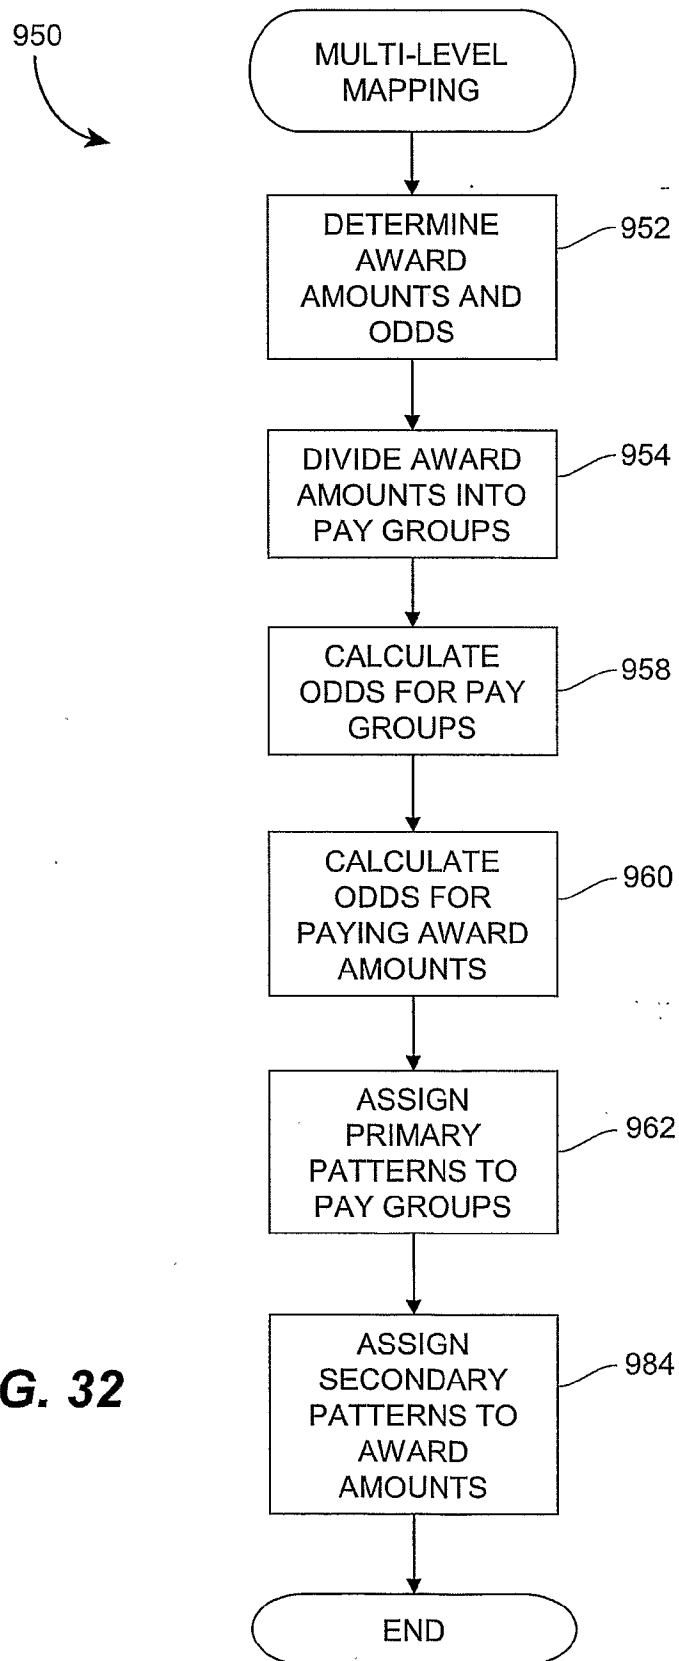 950
MULTI-LEVEL
MAPPING
DETERMINE
AWARD
AMOUNTS AND
ODDS
952
DIVIDE AWARD
AMOUNTS INTO
PAY GROUPS
954
CALCULATE
ODDS FOR PAY
GROUPS
958
CALCULATE
ODDS FOR
PAYING AWARD
AMOUNTS
960
ASSIGN
PRIMARY
PATTERNS TO
PAY GROUPS
962
ASSIGN
SECONDARY
PATTERNS TO
AWARD
AMOUNTS
984
G. 32
END